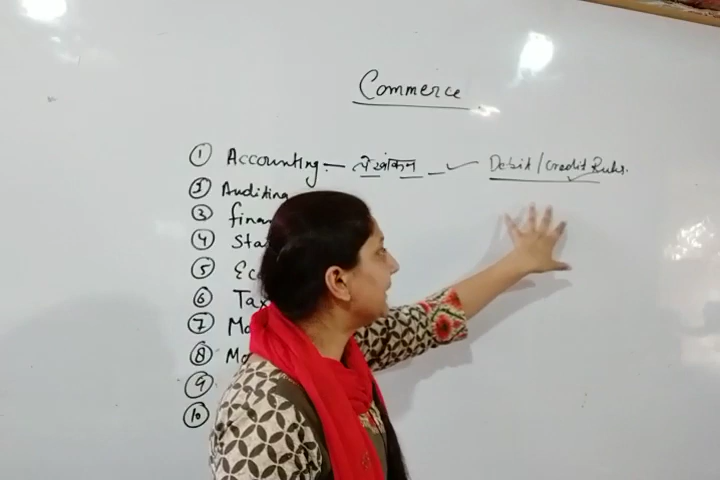 Commerce
① Accounting. — लेखांकन — Debit/Credit Rules.
② Auditing
③ fina
④ Sta
⑤ Ec
⑥ Tax
⑦ Ma
⑧ Ma
⑨
⑩